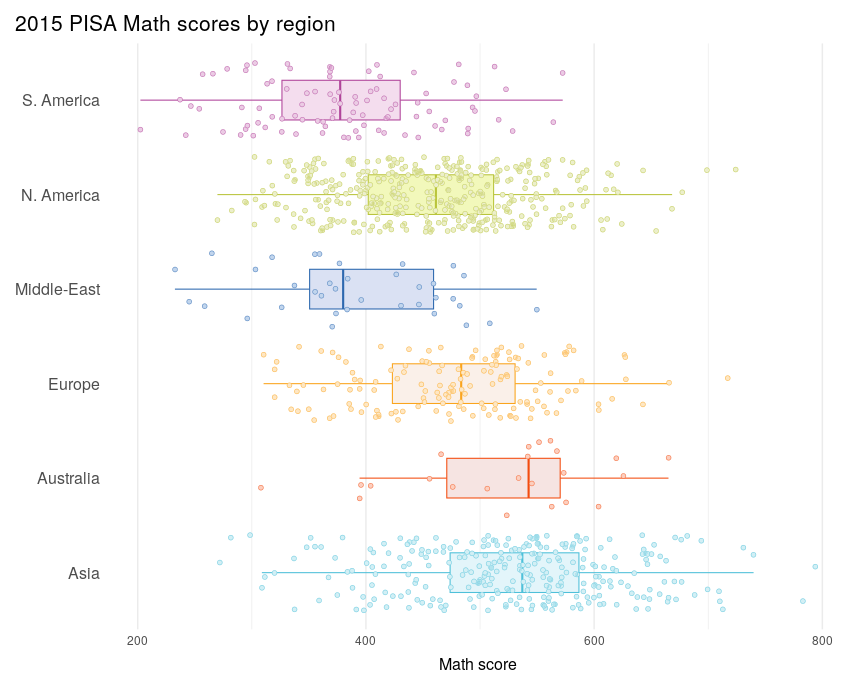 2015 PISA Math scores by region
S. America
N. America
Middle-East
Europe
Australia
Asia
200 400 600 800
Math score